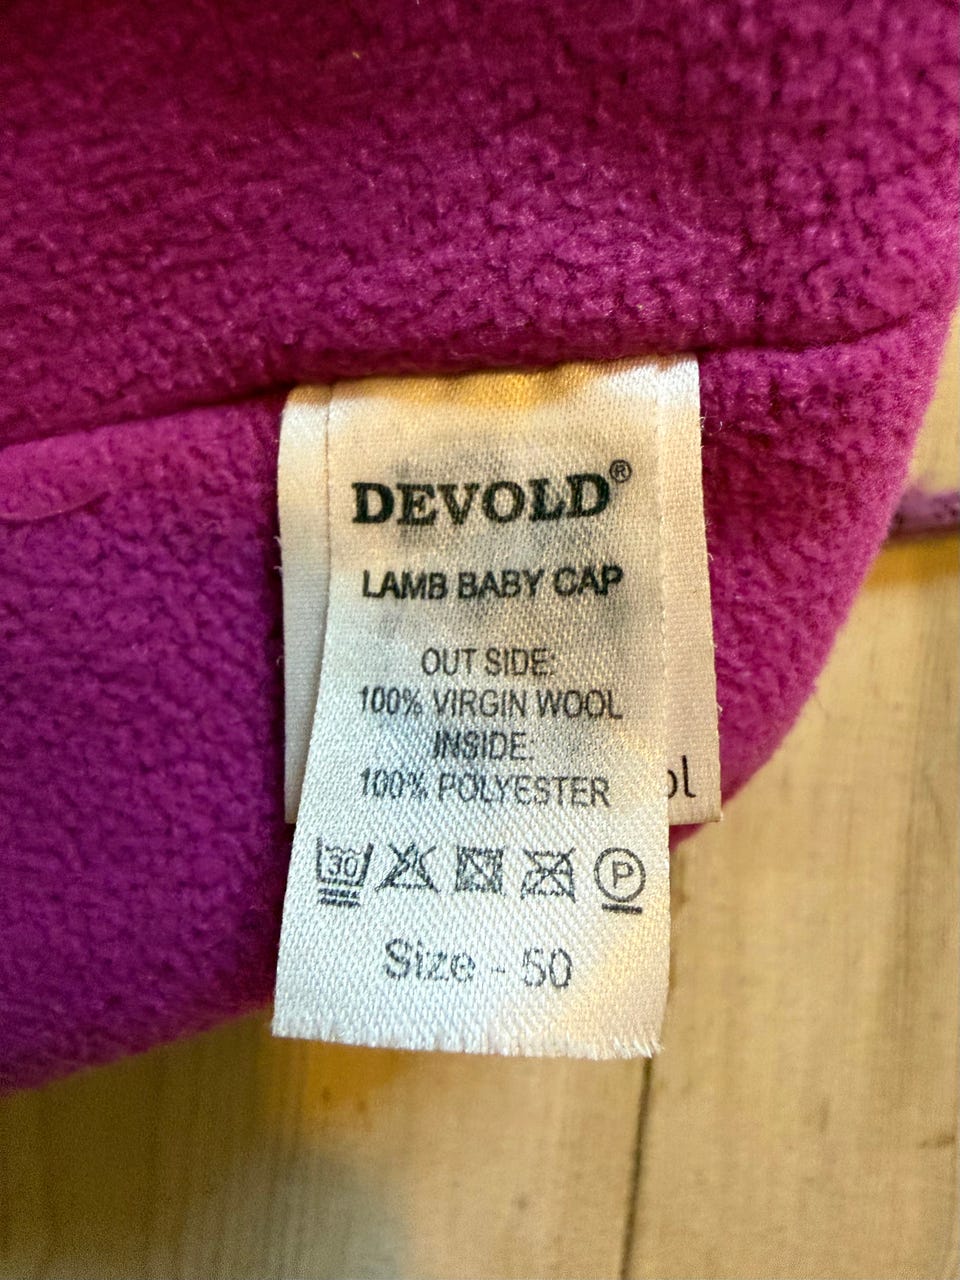 DEVOLD®
LAMB BABY CAP
OUT SIDE:
100% VIRGIN WOOL
INSIDE:
100% POLYESTER
30 P
Size - 50